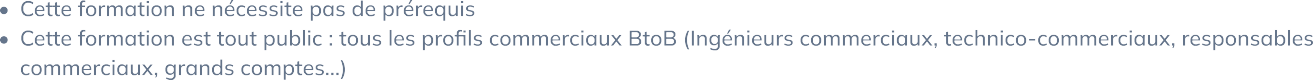 • Cette formation ne nécessite pas de prérequis
• Cette formation est tout public : tous les profils commerciaux BtoB (Ingénieurs commerciaux, technico-commerciaux, responsables
commerciaux, grands comptes...)